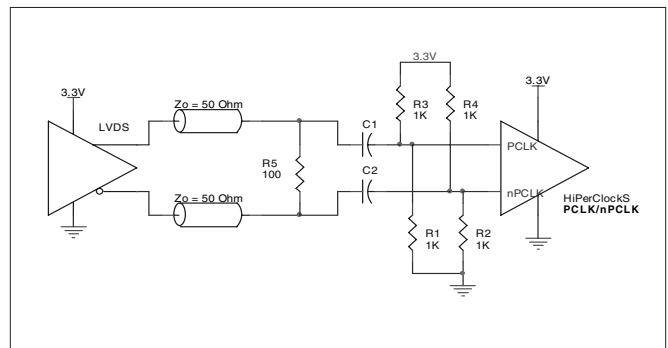 3.3V
3.3V
3.3V
Zo = 50 Ohm
LVDS
R3
1K
R4
1K
C1
PCLK
R5
100
C2
Zo = 50 Ohm
nPCLK
HiPerClockS
PCLK/nPCLK
R1
1K
R2
1K